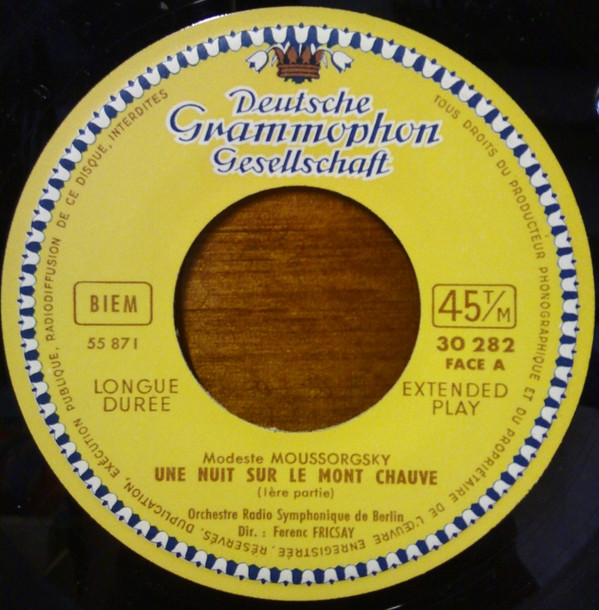 Deutsche
Grammophon
Gesellschaft
BIEM
55 871
LONGUE
DURÉE
45 T/M
30 282
FACE A
EXTENDED
PLAY
Modeste MOUSSORGSKY
UNE NUIT SUR LE MONT CHAUVE
(1ère partie)
Orchestre Radio Symphonique de Berlin
Dir. : Ferenc FRICSAY
TOUS DROITS DU PRODUCTEUR PHONOGRAPHIQUE ET DU PROPRIÉTAIRE DE L'ŒUVRE ENREGISTRÉE, RÉSERVÉS. DUPLICATION, EXÉCUTION PUBLIQUE, RADIODIFFUSION DE CE DISQUE, INTERDITES